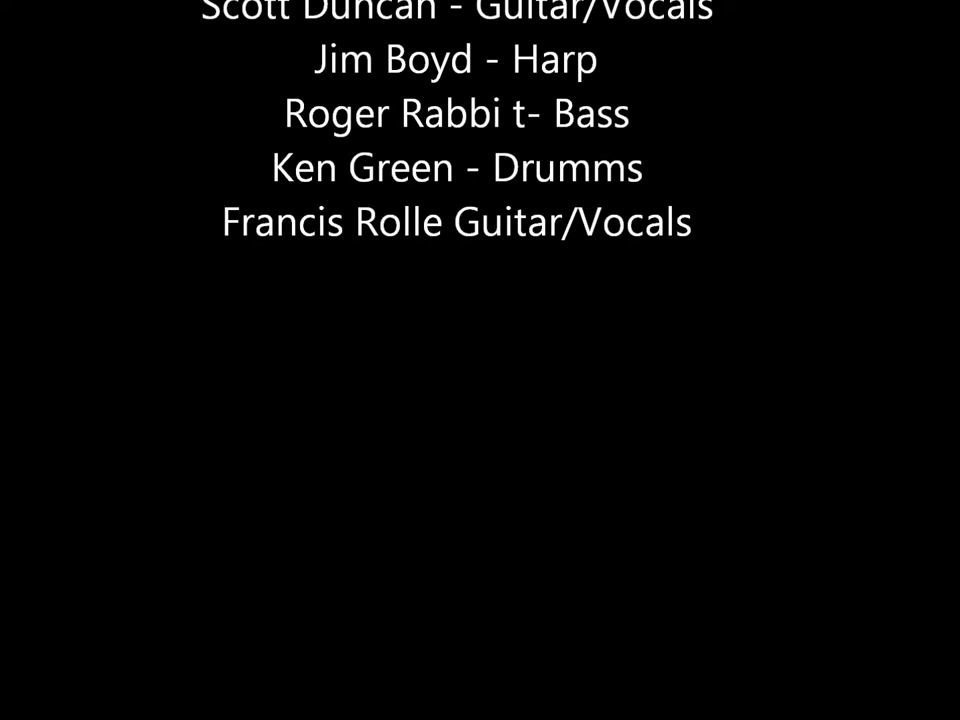 Scott Duncan - Guitar/Vocals
Jim Boyd - Harp
Roger Rabbi t- Bass
Ken Green - Drumms
Francis Rolle Guitar/Vocals